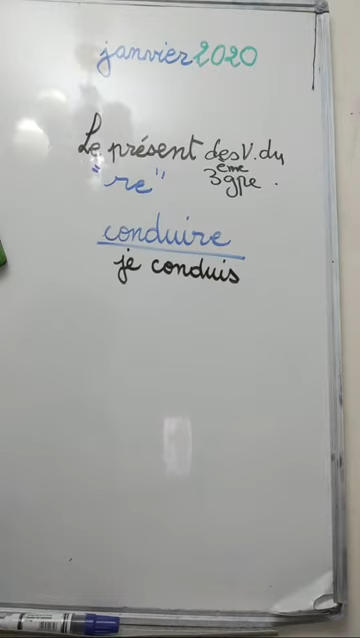 janvier 2020
Le présent des V. du
"re" 3ème gpe.
conduire
je conduis